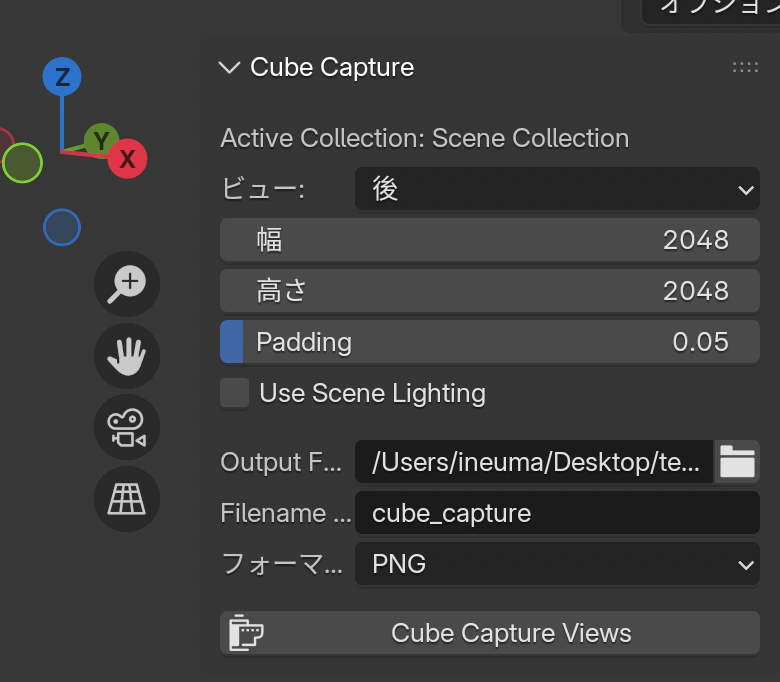 オプション
Cube Capture
Z
Y
X
Active Collection: Scene Collection
ビュー: 後
幅 2048
高さ 2048
Padding 0.05
Use Scene Lighting
Output F... /Users/ineuma/Desktop/te...
Filename ... cube_capture
フォーマ... PNG
Cube Capture Views